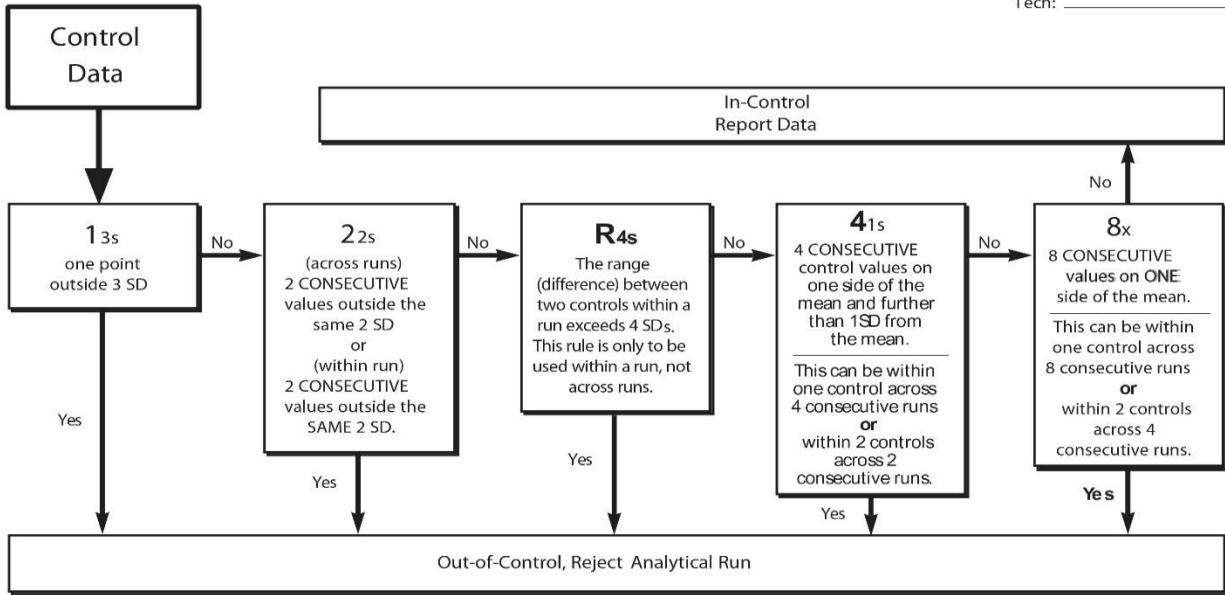 Tech:
Control
Data
In-Control
Report Data
No
13s
one point
outside 3 SD
No
22s
(across runs)
2 CONSECUTIVE
values outside the
same 2 SD
or
(within run)
2 CONSECUTIVE
values outside the
SAME 2 SD.
No
R4s
The range
(difference) between
two controls within a
run exceeds 4 SDs.
This rule is only to be
used within a run, not
across runs.
No
41s
4 CONSECUTIVE
control values on
one side of the
mean and further
than 1SD from
the mean.
This can be within
one control across
4 consecutive runs
or
within 2 controls
across 2
consecutive runs.
No
8x
8 CONSECUTIVE
values on ONE
side of the mean.
This can be within
one control across
8 consecutive runs
or
within 2 controls
across 4
consecutive runs.
Yes
Yes
Yes
Yes
Yes
Out-of-Control, Reject Analytical Run